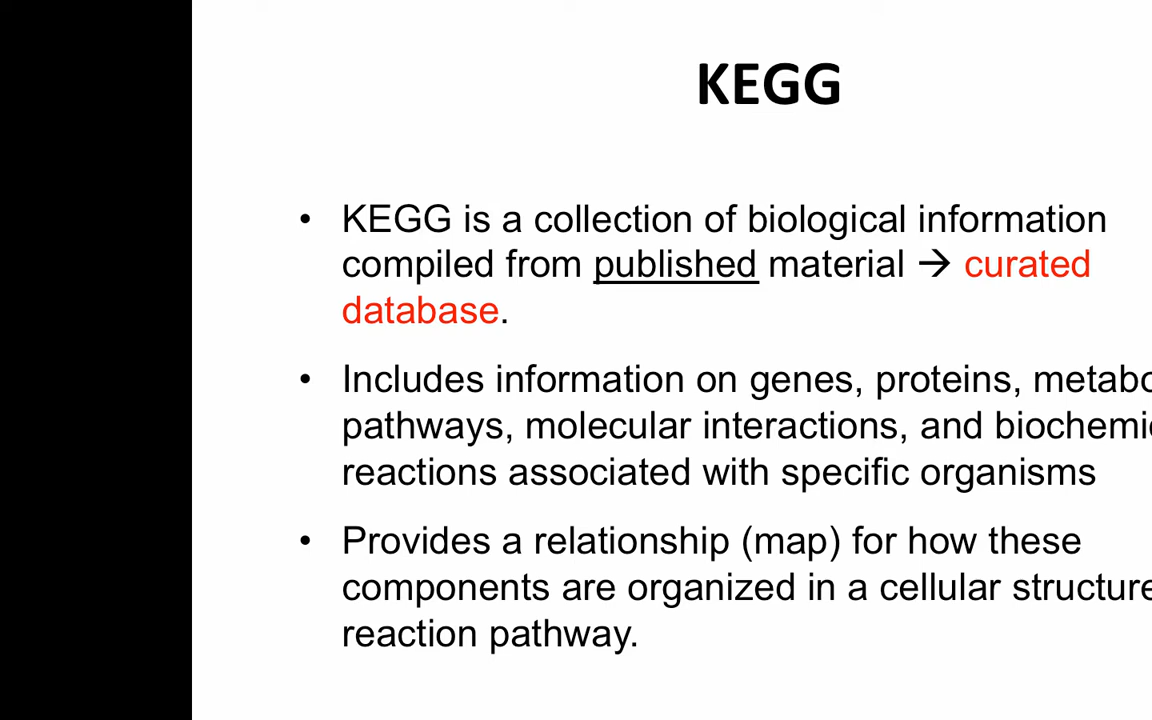 KEGG
• KEGG is a collection of biological information
compiled from published material → curated
database.
• Includes information on genes, proteins,
pathways, molecular interactions, and
reactions associated with specific organisms
• Provides a relationship (map) for how these
components are organized in a cellular structure
reaction pathway.